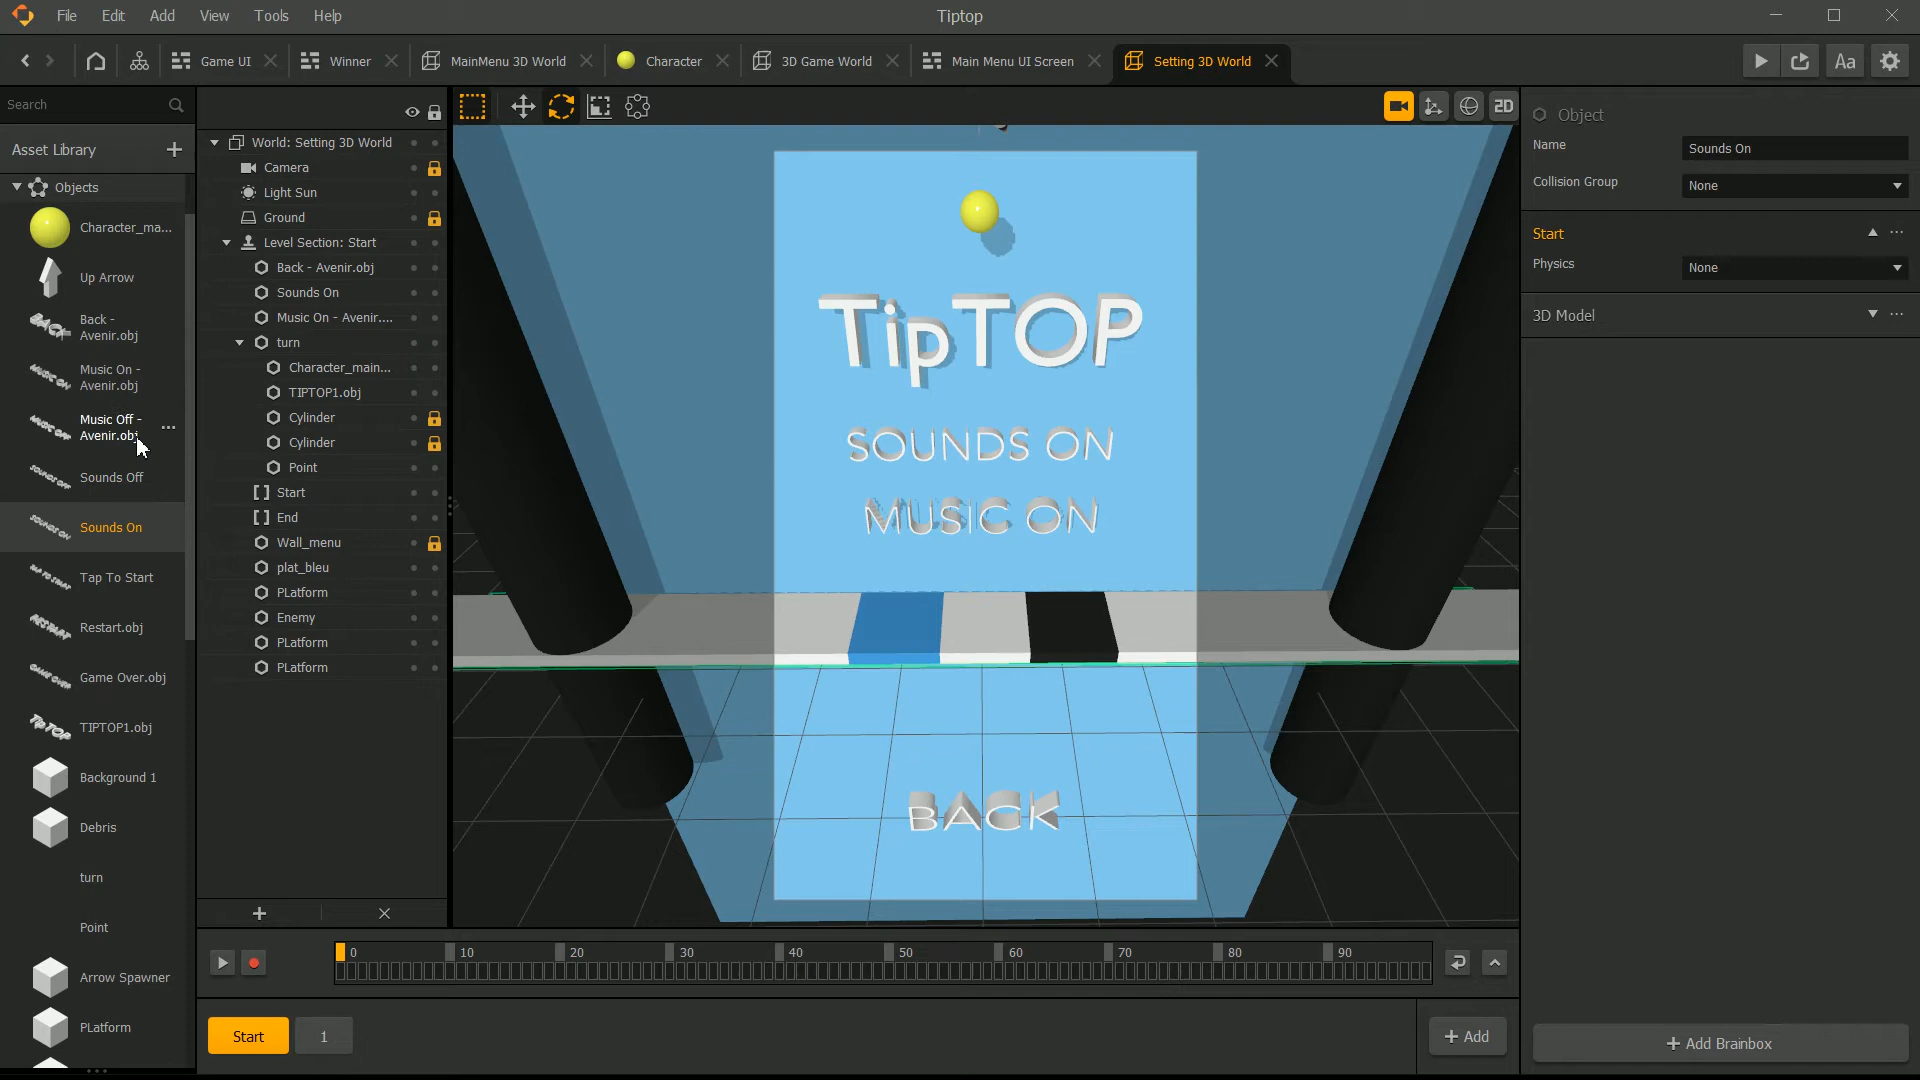 File Edit Add View Tools Help
Tiptop
Game UI
Winner
MainMenu 3D World
Character
3D Game World
Main Menu UI Screen
Setting 3D World
Aa
Search
Asset Library
Objects
Character_ma...
Up Arrow
Back -
Avenir.obj
Music On -
Avenir.obj
Music Off -
Avenir.obj
Sounds Off
Sounds On
Tap To Start
Restart.obj
Game Over.obj
TIPTOP1.obj
Background 1
Debris
turn
Point
Arrow Spawner
PLatform
World: Setting 3D World
Camera
Light Sun
Ground
Level Section: Start
Back - Avenir.obj
Sounds On
Music On - Avenir....
turn
Character_main...
TIPTOP1.obj
Cylinder
Cylinder
Point
Start
End
Wall_menu
plat_bleu
PLatform
Enemy
PLatform
PLatform
2D
TipTOP
SOUNDS ON
MUSIC ON
BACK
0 10 20 30 40 50 60 70 80 90
Start
1
+ Add
Object
Name
Sounds On
Collision Group
None
Start
Physics
None
3D Model
+ Add Brainbox